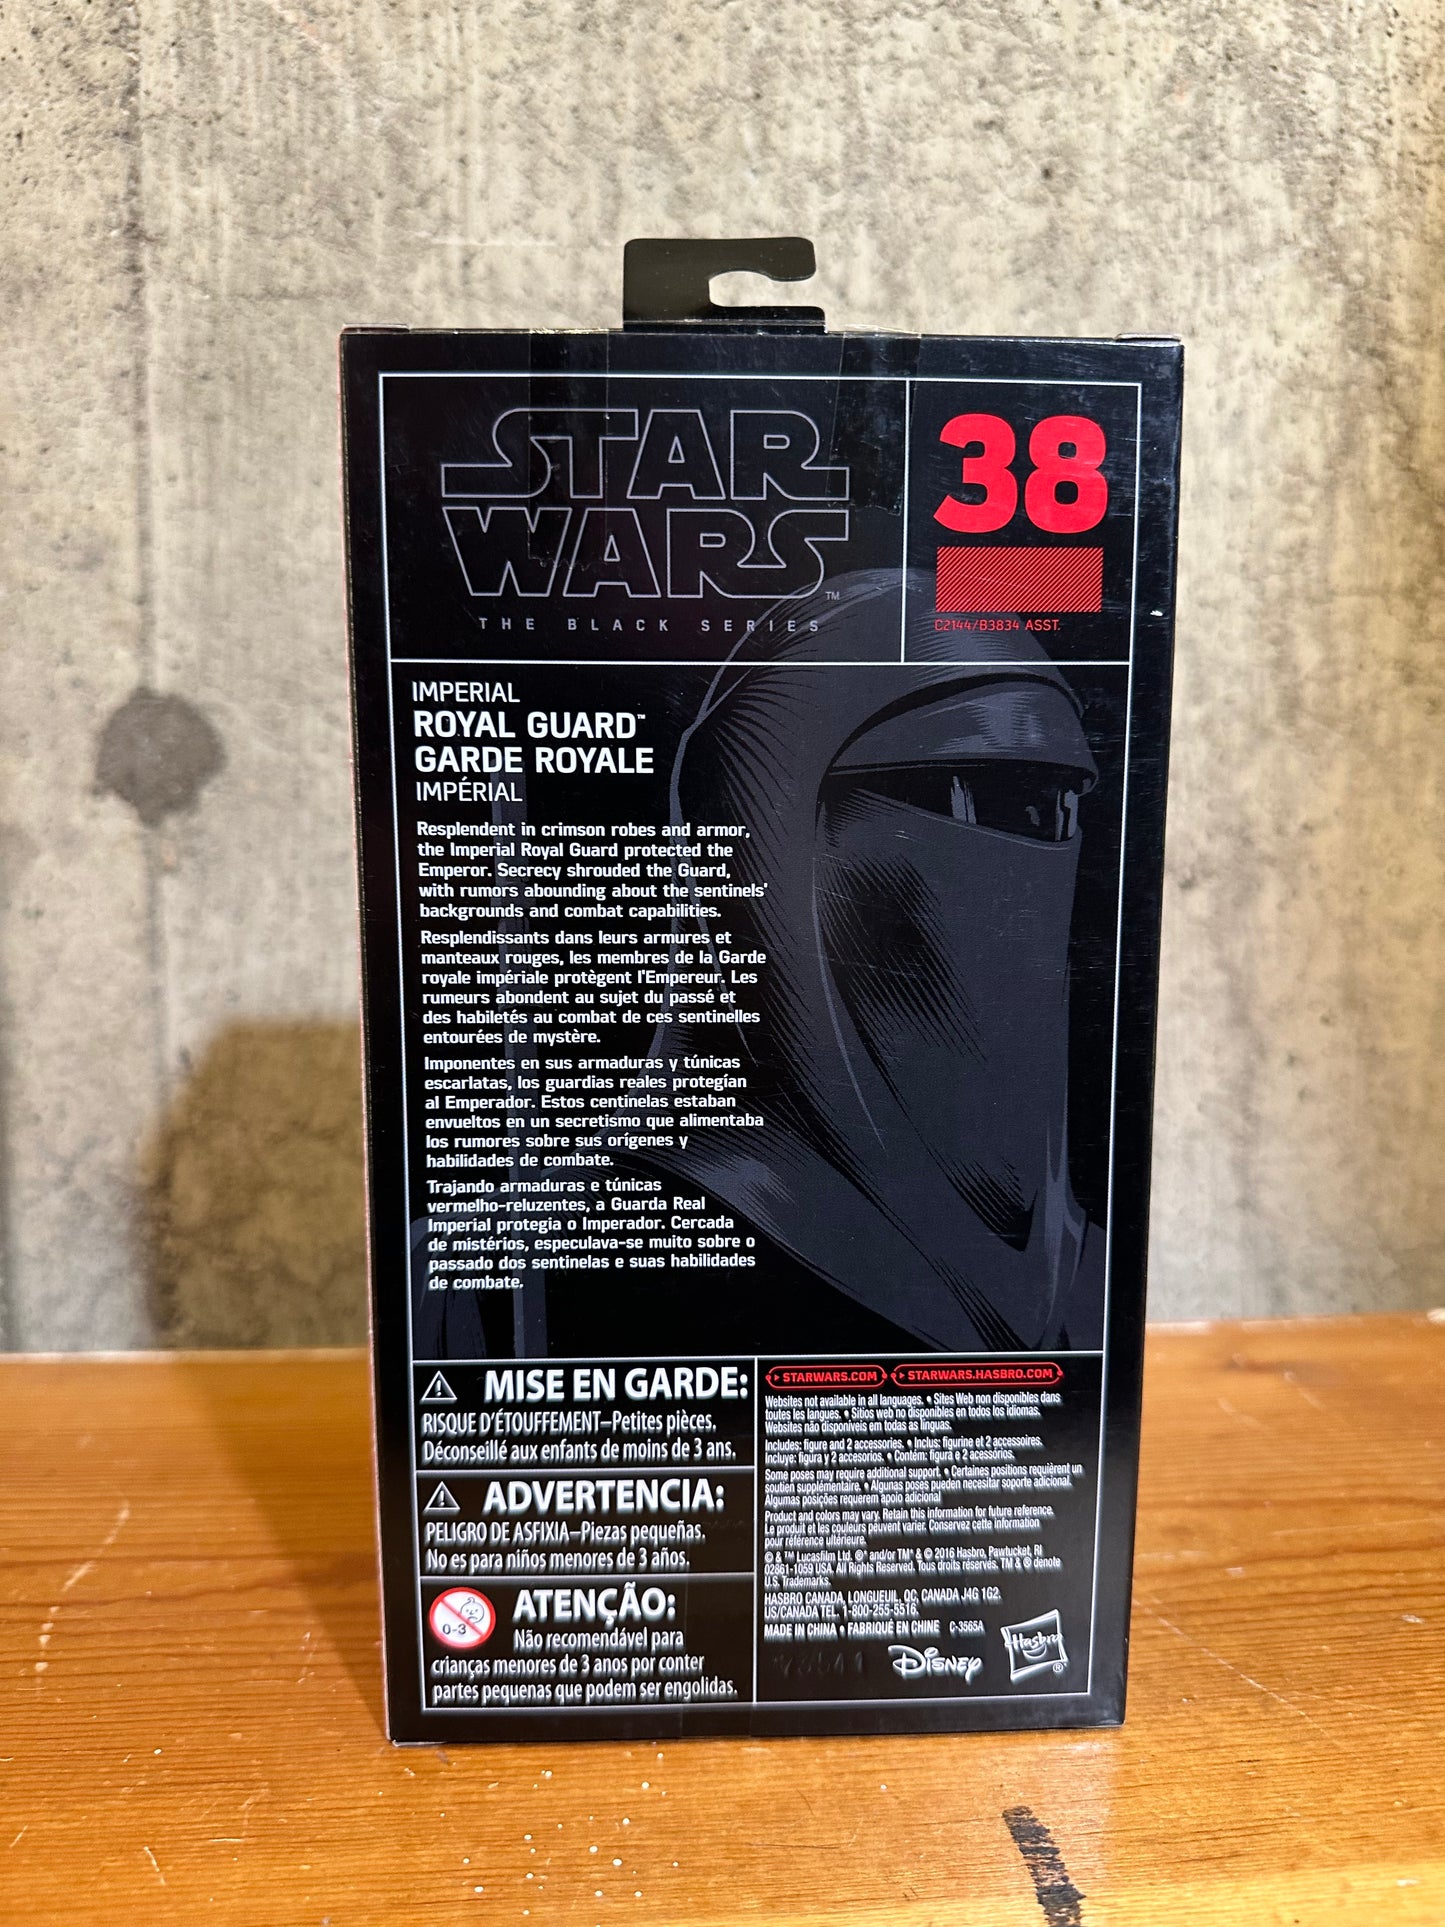 STAR
WARS
™
THE BLACK SERIES
38
C2144/B3834 ASST.
IMPERIAL
ROYAL GUARD™
GARDE ROYALE
IMPÉRIAL
Resplendent in crimson robes and armor,
the Imperial Royal Guard protected the
Emperor. Secrecy shrouded the Guard,
with rumors abounding about the sentinels'
backgrounds and combat capabilities.
Resplendissants dans leurs armures et
manteaux rouges, les membres de la Garde
royale impériale protègent l'Empereur. Les
rumeurs abondent au sujet du passé et
des habiletés au combat de ces sentinelles
entourées de mystère.
Imponentes en sus armaduras y túnicas
escarlatas, los guardias reales protegían
al Emperador. Estos centinelas estaban
envueltos en un secretismo que alimentaba
los rumores sobre sus orígenes y
habilidades de combate.
Trajando armaduras e túnicas
vermelho-reluzentes, a Guarda Real
Imperial protegia o Imperador. Cercada
de mistérios, especulava-se muito sobre o
passado dos sentinelas e suas habilidades
de combate.
MISE EN GARDE:
RISQUE D'ÉTOUFFEMENT–Petites pièces.
Déconseillé aux enfants de moins de 3 ans.
ADVERTENCIA:
PELIGRO DE ASFIXIA–Piezas pequeñas.
No es para niños menores de 3 años.
0-3
ATENÇÃO:
Não recomendável para
crianças menores de 3 anos por conter
partes pequenas que podem ser engolidas.
STARWARS.COM STARWARS.HASBRO.COM
Websites not available in all languages. • Sites Web non disponibles dans
toutes les langues. • Sitios web no disponibles en todos los idiomas.
Websites não disponíveis em todas as línguas.
Includes: figure and 2 accessories. • Inclus: figurine et 2 accessoires.
Incluye: figura y 2 accesorios. • Contém: figura e 2 acessórios.
Some poses may require additional support. • Certaines positions requièrent un
soutien supplémentaire. • Algunas poses pueden necesitar soporte adicional.
Algumas posições requerem apoio adicional
Product and colors may vary. Retain this information for future reference.
Le produit et les couleurs peuvent varier. Conservez cette information
pour référence ultérieure.
© & ™ Lucasfilm Ltd. ®* and/or TM* & © 2016 Hasbro, Pawtucket, RI
02861-1059 USA. All Rights Reserved. Tous droits réservés. TM & ® denote
U.S. Trademarks.
HASBRO CANADA, LONGUEUIL, QC, CANADA J4G 1G2.
US/CANADA TEL. 1-800-255-5516.
MADE IN CHINA • FABRIQUÉ EN CHINE C-3565A
Disney
Hasbro
®